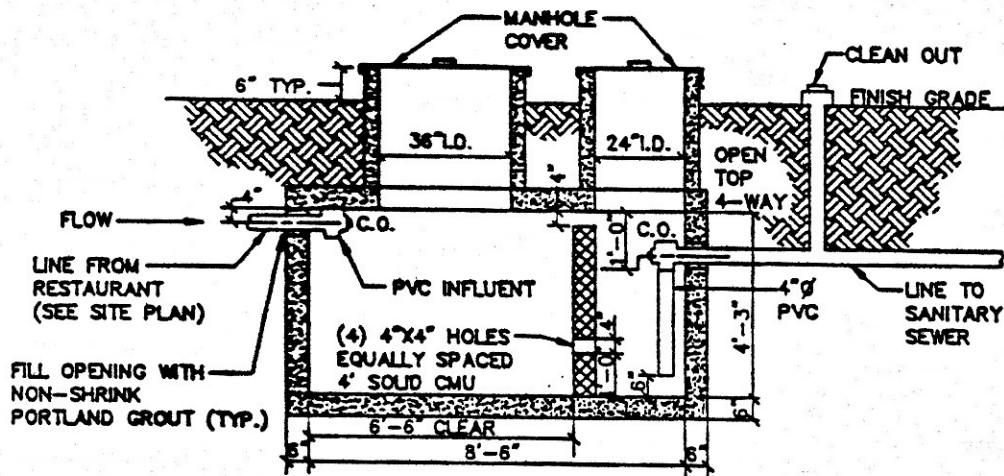 MANHOLE
COVER
CLEAN OUT
6" TYP.
FINISH GRADE
36" I.D.
24" I.D.
4"
OPEN
TOP
4-WAY
4"
FLOW
C.O.
C.O.
1'-0"
LINE FROM
RESTAURANT
(SEE SITE PLAN)
PVC INFLUENT
4"Ø
PVC
LINE TO
SANITARY
SEWER
4'-3"
(4) 4"X4" HOLES
EQUALLY SPACED
4' SOLID CMU
4"
6"
FILL OPENING WITH
NON-SHRINK
PORTLAND GROUT (TYP.)
6'-6" CLEAR
8'-6"
6"
6"
6"